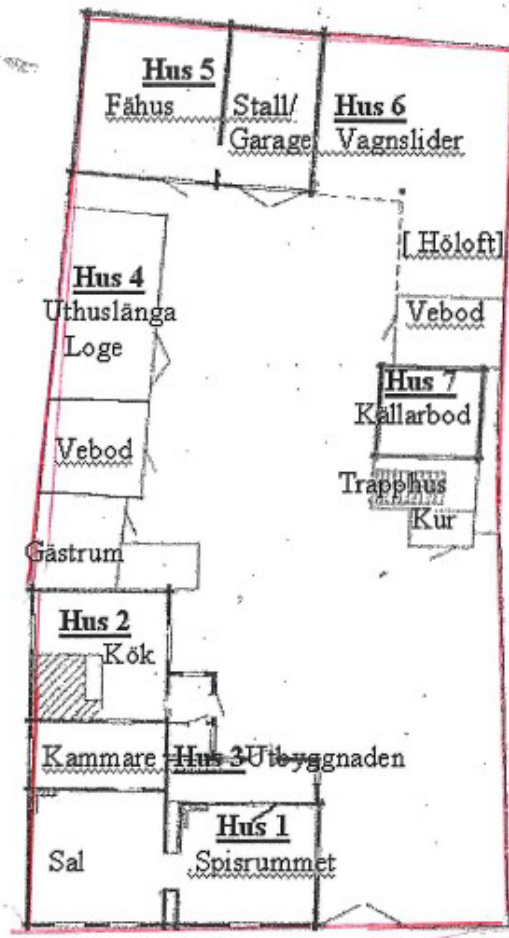 Hus 5
Fähus
Stall/
Garage
Hus 6
Vagnslider
[ Höloft]
Vebod
Hus 4
Uthuslänga
Loge
Vebod
Gästrum
Hus 7
Källarbod
Trapphus
Kur
Hus 2
Kök
Kammare
Hus 3 Utbyggnaden
Hus 1
Spisrummet
Sal